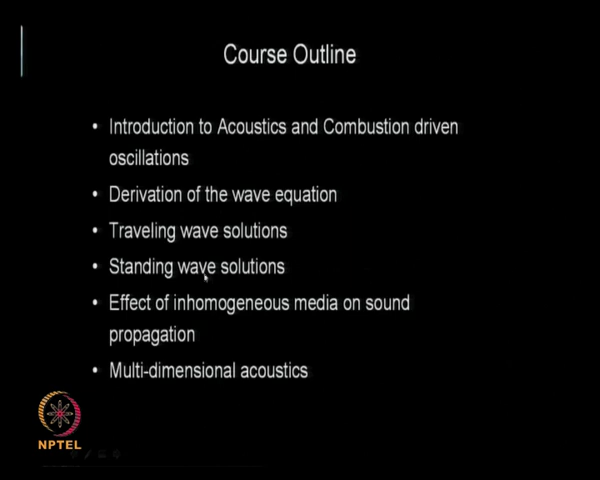 Course Outline
• Introduction to Acoustics and Combustion driven
oscillations
• Derivation of the wave equation
• Traveling wave solutions
• Standing wave solutions
• Effect of inhomogeneous media on sound
propagation
• Multi-dimensional acoustics
NPTEL